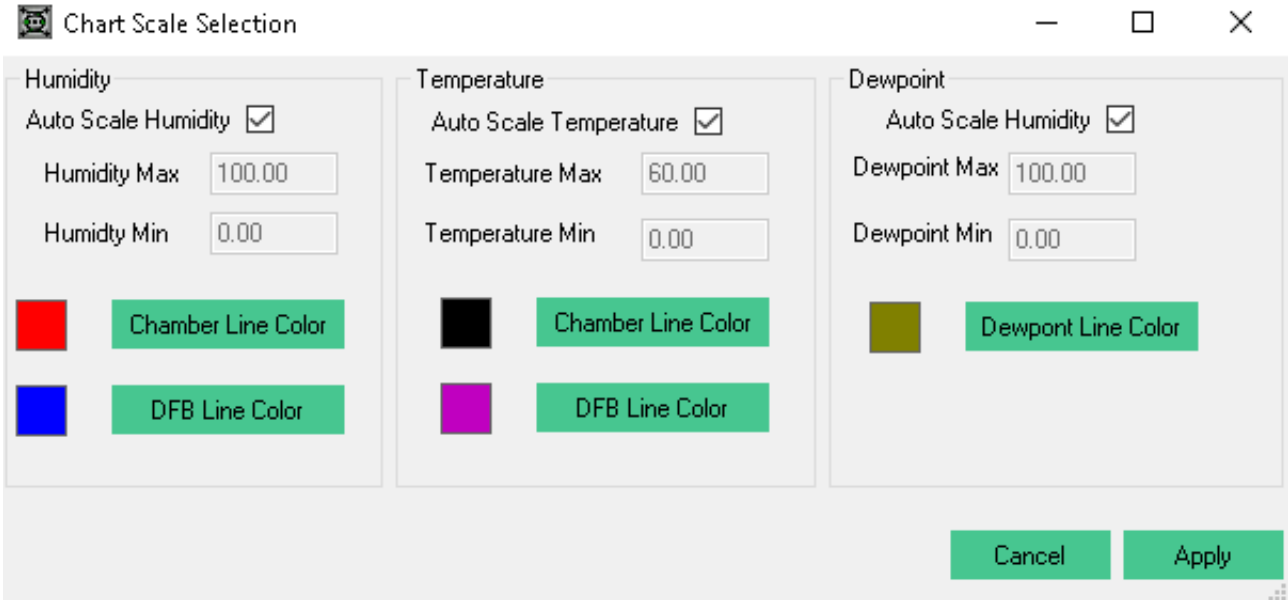 Chart Scale Selection
Humidity
Auto Scale Humidity
Humidity Max 100.00
Humidty Min 0.00
Chamber Line Color
DFB Line Color
Temperature
Auto Scale Temperature
Temperature Max 60.00
Temperature Min 0.00
Chamber Line Color
DFB Line Color
Dewpoint
Auto Scale Humidity
Dewpoint Max 100.00
Dewpoint Min 0.00
Dewpont Line Color
Cancel Apply